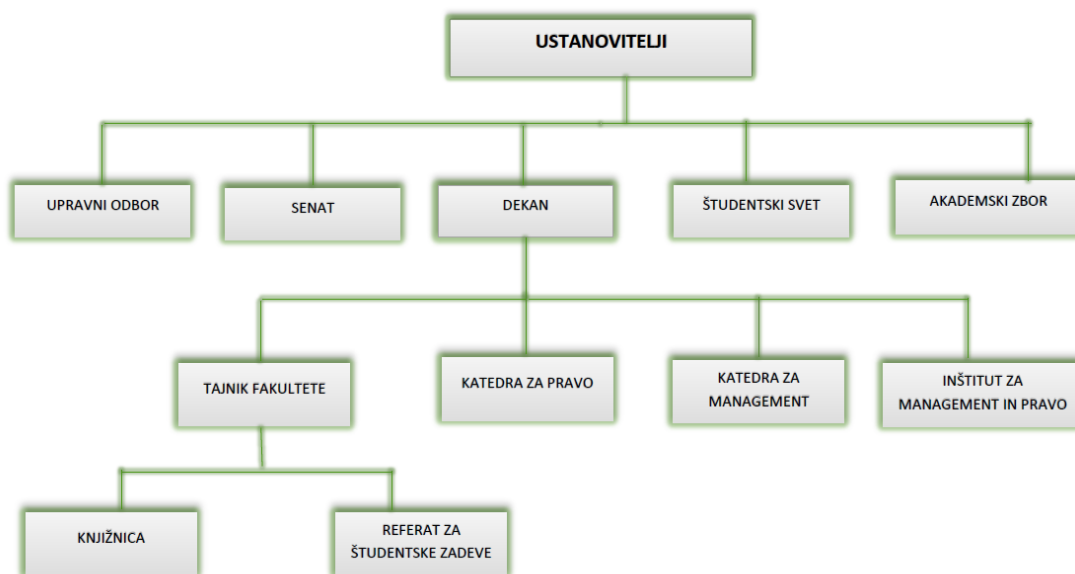 USTANOVITELJI
UPRAVNI ODBOR
SENAT
DEKAN
ŠTUDENTSKI SVET
AKADEMSKI ZBOR
TAJNIK FAKULTETE
KATEDRA ZA PRAVO
KATEDRA ZA
MANAGEMENT
INŠTITUT ZA
MANAGEMENT IN PRAVO
KNJIŽNICA
REFERAT ZA
ŠTUDENTSKE ZADEVE